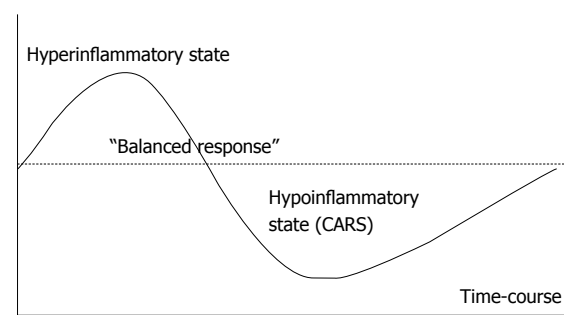 Hyperinflammatory state
“Balanced response”
Hypoinflammatory
state (CARS)
Time-course